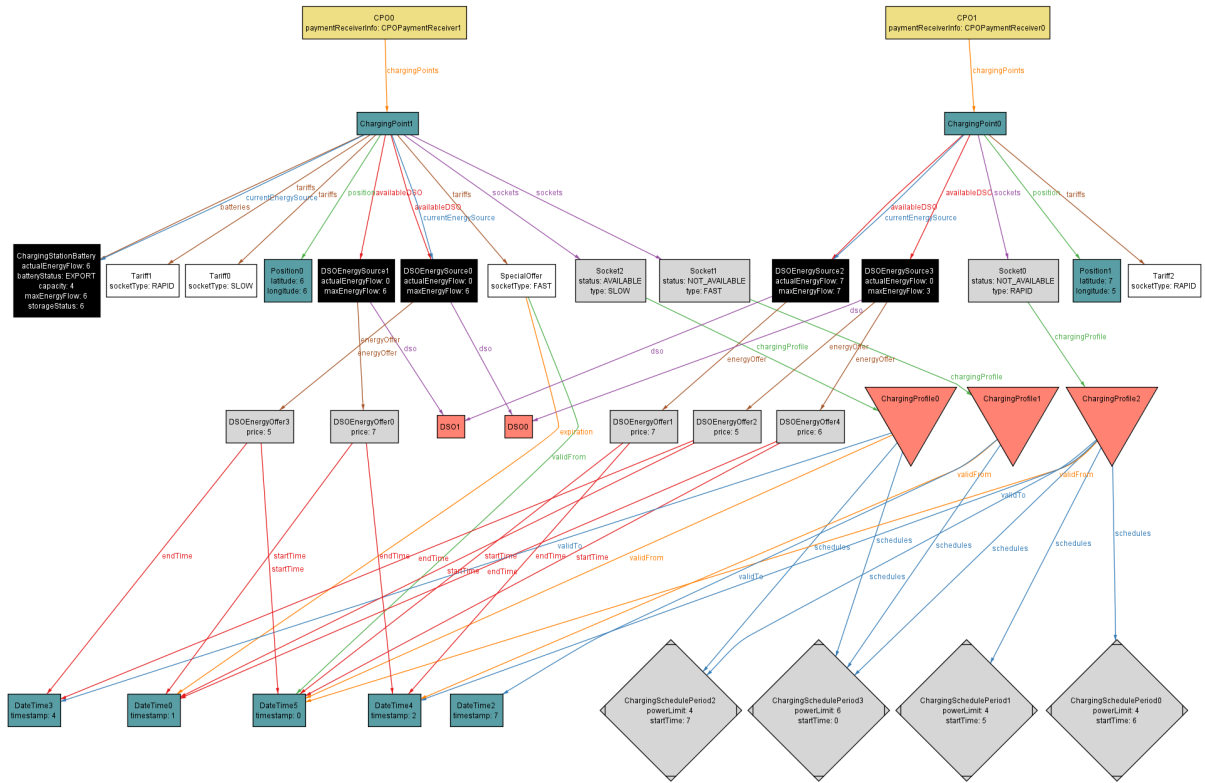 CPO0
paymentReceiverInfo: CPOPaymentReceiver1
CPO1
paymentReceiverInfo: CPOPaymentReceiver0
chargingPoints
chargingPoints
ChargingPoint1
ChargingPoint0
tariffs
currentEnergySource
batteries
tariffs
position
availableDSO
availableDSO
currentEnergySource
tariffs
sockets
sockets
availableDSO
currentEnergySource
availableDSO
sockets
position
tariffs
ChargingStationBattery
actualEnergyFlow: 6
batteryStatus: EXPORT
capacity: 4
maxEnergyFlow: 6
storageStatus: 6
Tariff1
socketType: RAPID
Tariff0
socketType: SLOW
Position0
latitude: 6
longitude: 6
DSOEnergySource1
actualEnergyFlow: 0
maxEnergyFlow: 6
DSOEnergySource0
actualEnergyFlow: 0
maxEnergyFlow: 6
SpecialOffer
socketType: FAST
Socket2
status: AVAILABLE
type: SLOW
Socket1
status: NOT_AVAILABLE
type: FAST
DSOEnergySource2
actualEnergyFlow: 7
maxEnergyFlow: 7
DSOEnergySource3
actualEnergyFlow: 0
maxEnergyFlow: 3
Socket0
status: NOT_AVAILABLE
type: RAPID
Position1
latitude: 7
longitude: 5
Tariff2
socketType: RAPID
energyOffer
energyOffer
dso
dso
dso
energyOffer
chargingProfile
dso
energyOffer
energyOffer
chargingProfile
chargingProfile
DSOEnergyOffer3
price: 5
DSOEnergyOffer0
price: 7
DSO1
DSO0
DSOEnergyOffer1
price: 7
DSOEnergyOffer2
price: 5
DSOEnergyOffer4
price: 6
ChargingProfile0
ChargingProfile1
ChargingProfile2
expiration
validFrom
validFrom
validFrom
validTo
endTime
startTime
startTime
endTime
endTime
startTime
startTime
endTime
endTime
startTime
validTo
validFrom
validTo
schedules
schedules
schedules
schedules
schedules
schedules
schedules
DateTime3
timestamp: 4
DateTime0
timestamp: 1
DateTime5
timestamp: 0
DateTime4
timestamp: 2
DateTime2
timestamp: 7
ChargingSchedulePeriod2
powerLimit: 4
startTime: 7
ChargingSchedulePeriod3
powerLimit: 6
startTime: 0
ChargingSchedulePeriod1
powerLimit: 4
startTime: 5
ChargingSchedulePeriod0
powerLimit: 4
startTime: 6